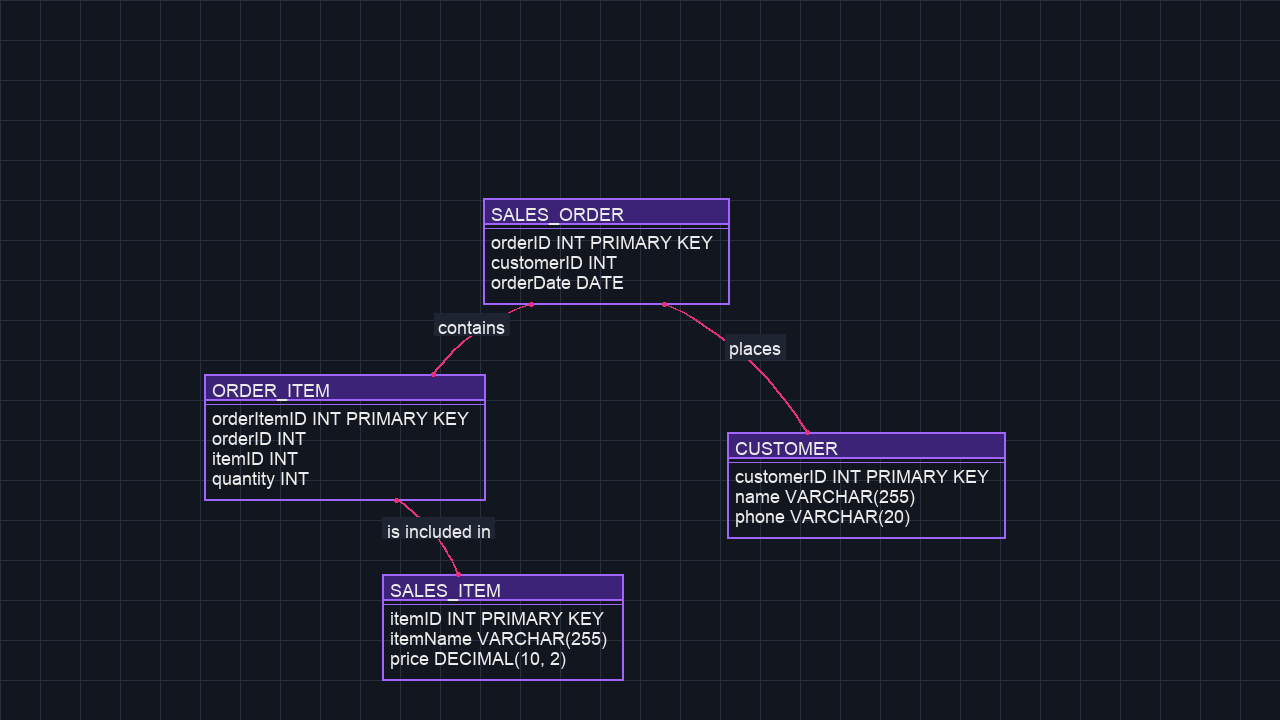 SALES_ORDER
orderID INT PRIMARY KEY
customerID INT
orderDate DATE
contains
places
ORDER_ITEM
orderItemID INT PRIMARY KEY
orderID INT
itemID INT
quantity INT
CUSTOMER
customerID INT PRIMARY KEY
name VARCHAR(255)
phone VARCHAR(20)
is included in
SALES_ITEM
itemID INT PRIMARY KEY
itemName VARCHAR(255)
price DECIMAL(10, 2)